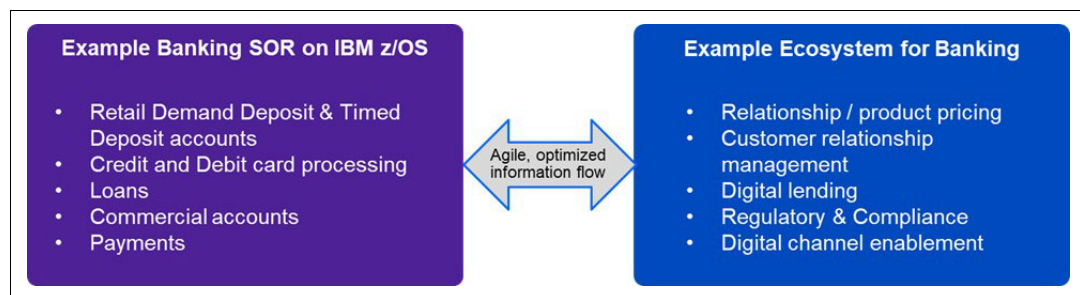 Example Banking SOR on IBM z/OS
• Retail Demand Deposit & Timed
Deposit accounts
• Credit and Debit card processing
• Loans
• Commercial accounts
• Payments
Agile, optimized
information flow
Example Ecosystem for Banking
• Relationship / product pricing
• Customer relationship
management
• Digital lending
• Regulatory & Compliance
• Digital channel enablement